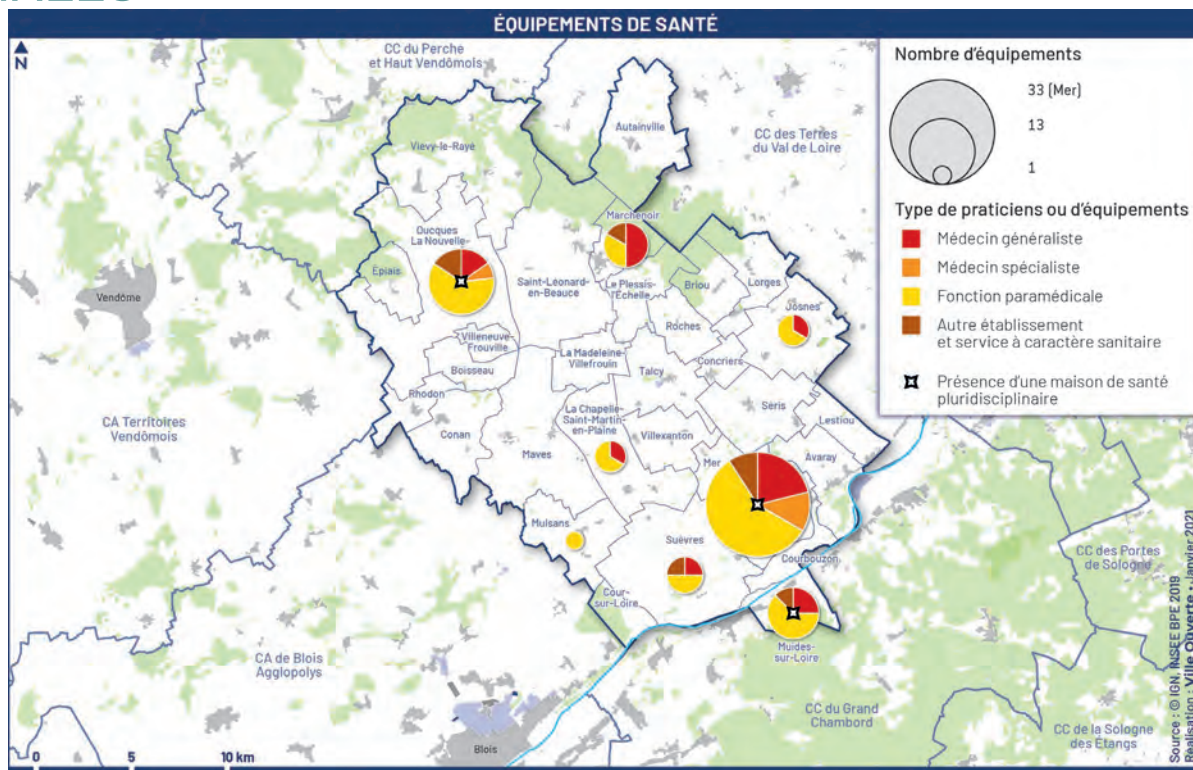 ÉQUIPEMENTS DE SANTÉ
N
CC du Perche
et Haut Vendômois
Autainville
CC des Terres
du Val de Loire
Viévy-le-Rayé
Marchenoir
Oucques
La Nouvelle-
Épiais
Saint-Léonard-
en-Beauce
Le Plessis-
l'Échelle
Briou
Lorges
Josnes
Vendôme
Roches
Villeneuve-
Frouville
La Madeleine-
Villefrouin
Concriers
Boisseau
Talcy
Rhodon
La Chapelle-
Saint-Martin-
en-Plaine
Séris
Lestiou
CA Territoires
Vendômois
Conan
Villexanton
Maves
Mer
Avaray
Mulsans
Suèvres
Courbouzon
Cour-
sur-Loire
Muides-
sur-Loire
CC des Portes
de Sologne
CA de Blois
Agglopolys
CC du Grand
Chambord
CC de la Sologne
des Étangs
Blois
0 5 10 km
Nombre d'équipements
33 (Mer)
13
1
Type de praticiens ou d'équipements
Médecin généraliste
Médecin spécialiste
Fonction paramédicale
Autre établissement
et service à caractère sanitaire
Présence d'une maison de santé
pluridisciplinaire
Source : © IGN, INSEE BPE 2019
Réalisation : Ville Ouverte • Janvier 2021